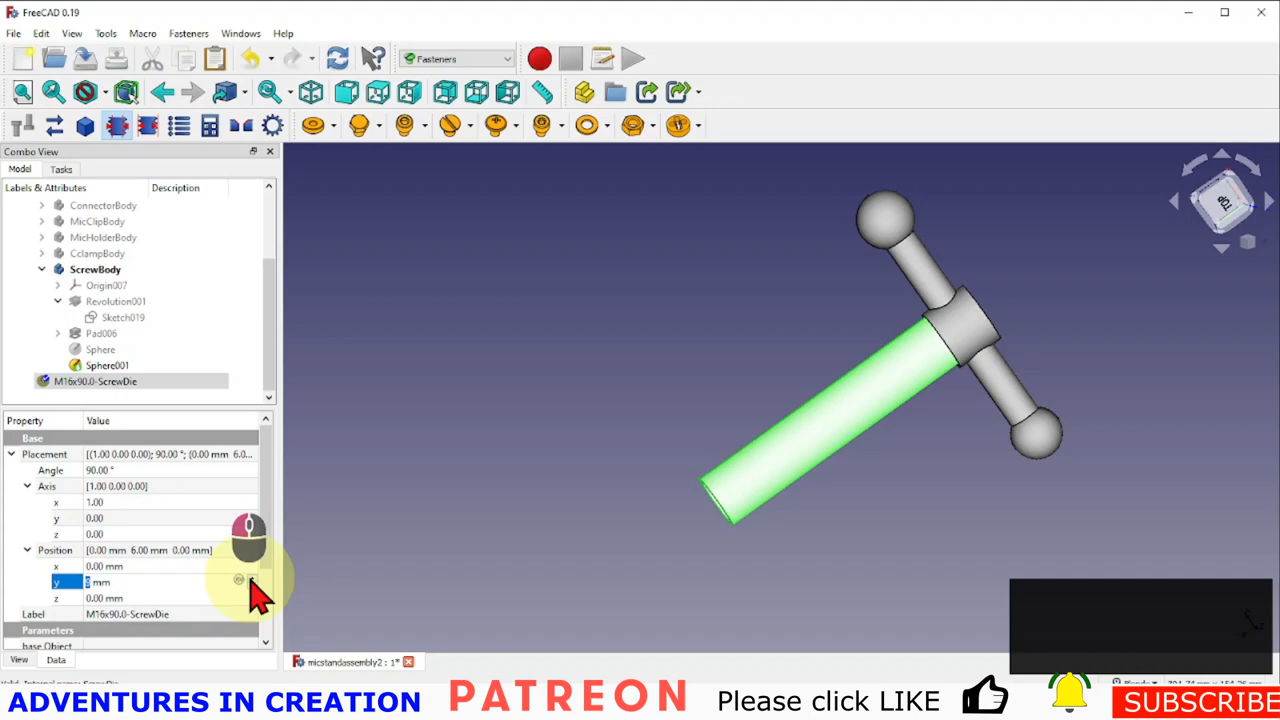 FreeCAD 0.19
File Edit View Tools Macro Fasteners Windows Help
Fasteners
Combo View
Model Tasks
Labels & Attributes Description
ConnectorBody
MicClipBody
MicHolderBody
CclampBody
ScrewBody
Origin007
Revolution001
Sketch019
Pad006
Sphere
Sphere001
M16x90.0-ScrewDie
Property Value
Base
Placement [(1.00 0.00 0.00); 90.00 °; (0.00 mm 6.0...
Angle 90.00 °
Axis [1.00 0.00 0.00]
x 1.00
y 0.00
z 0.00
Position [0.00 mm 6.00 mm 0.00 mm]
x 0.00 mm
y mm
z 0.00 mm
Label M16x90.0-ScrewDie
Parameters
base Object
View Data
micstandassembly2 : 1*
TOP
ADVENTURES IN CREATION PATREON Please click LIKE SUBSCRIBE